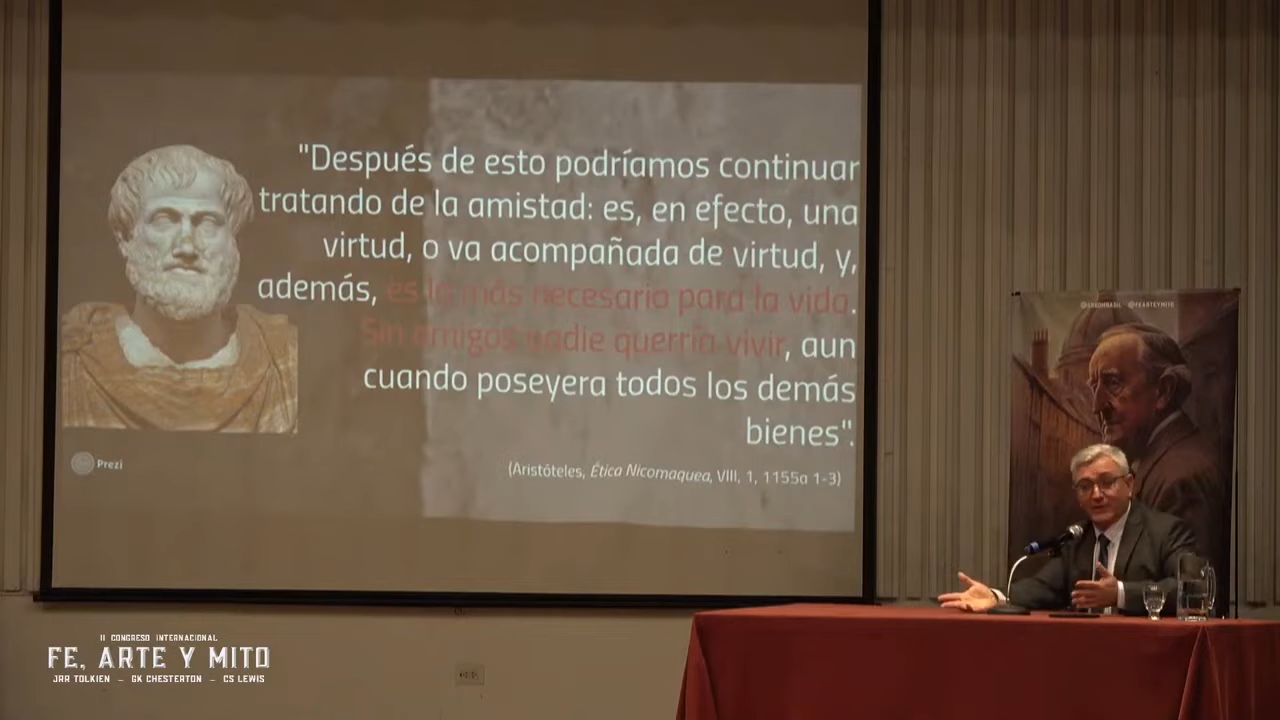 "Después de esto podríamos continuar
tratando de la amistad: es, en efecto, una
virtud, o va acompañada de virtud, y,
además, es lo más necesario para la vida.
Sin amigos nadie querría vivir, aun
cuando poseyera todos los demás
bienes".
(Aristóteles, Ética Nicomaquea, VIII, 1, 1155a 1-3)
Prezi
@FEARTEYMITO
II CONGRESO INTERNACIONAL
FE, ARTE Y MITO
JRR TOLKIEN – GK CHESTERTON – CS LEWIS